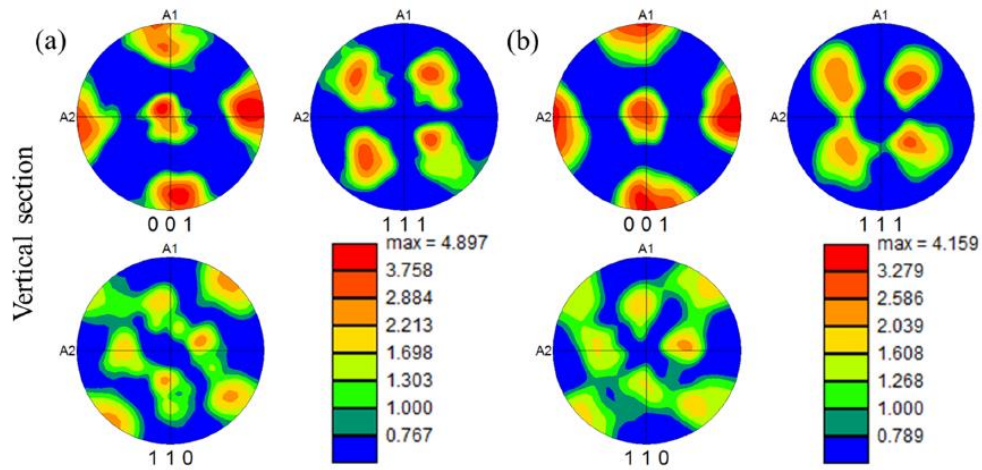 (a)
A1
A2
0 0 1
A1
A2
1 1 1
(b)
A1
A2
0 0 1
A1
A2
1 1 1
Vertical section
A1
A2
1 1 0
max = 4.897
3.758
2.884
2.213
1.698
1.303
1.000
0.767
A1
A2
1 1 0
max = 4.159
3.279
2.586
2.039
1.608
1.268
1.000
0.789